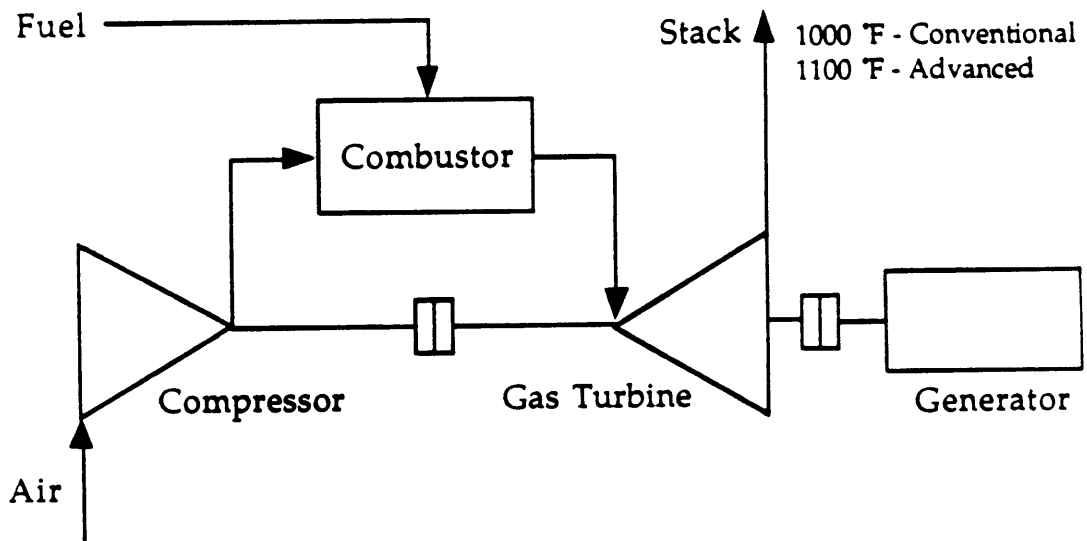 Fuel
Stack
1000 °F - Conventional
1100 °F - Advanced
Combustor
Compressor
Gas Turbine
Generator
Air